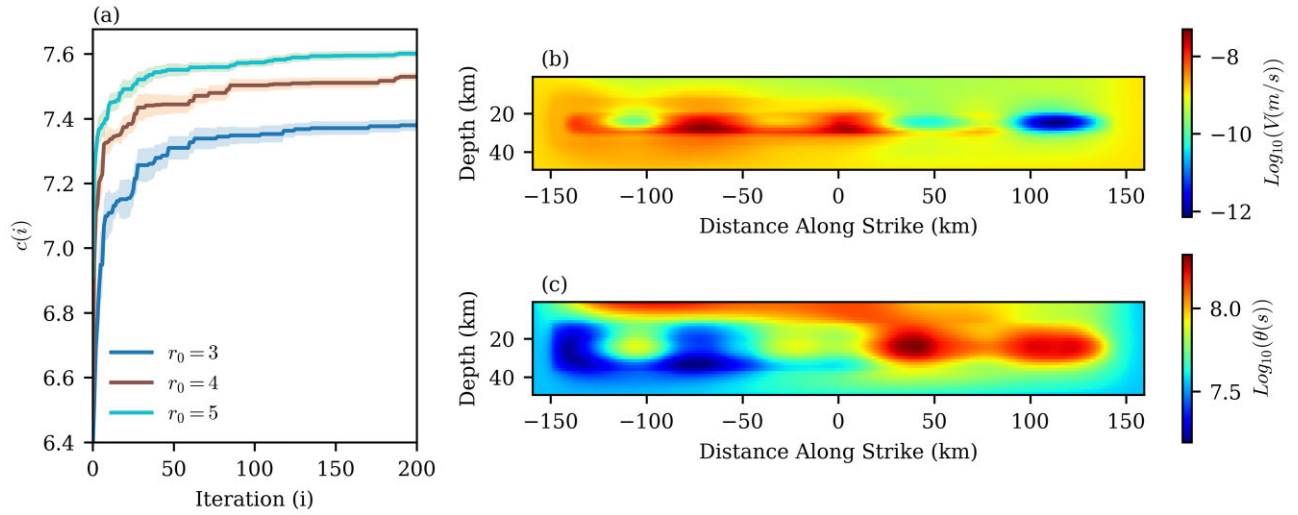 (a)
7.6
7.4
7.2
7.0
6.8
6.6
6.4
c(i)
r₀ = 3
r₀ = 4
r₀ = 5
0 50 100 150 200
Iteration (i)
(b)
Depth (km)
20
40
−150 −100 −50 0 50 100 150
Distance Along Strike (km)
−8
−10
−12
Log₁₀(V(m/s))
(c)
Depth (km)
20
40
−150 −100 −50 0 50 100 150
Distance Along Strike (km)
8.0
7.5
Log₁₀(θ(s))